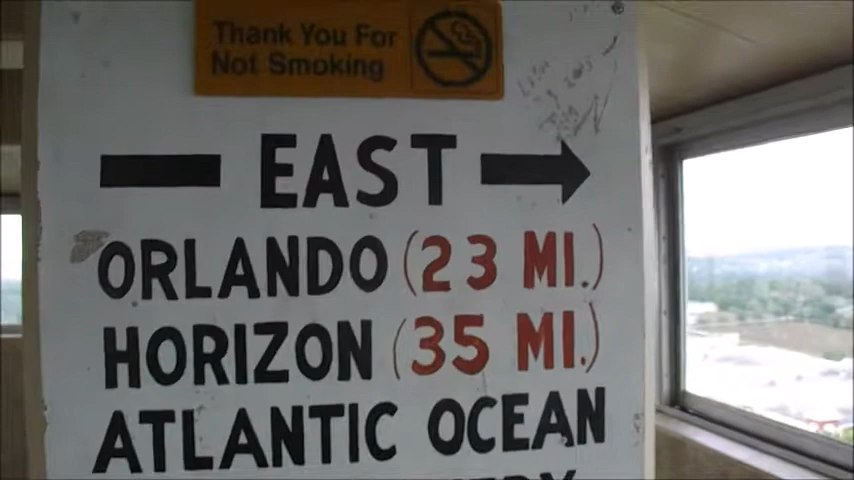 Thank You For
Not Smoking
EAST
ORLANDO (23 MI.)
HORIZON (35 MI.)
ATLANTIC OCEAN